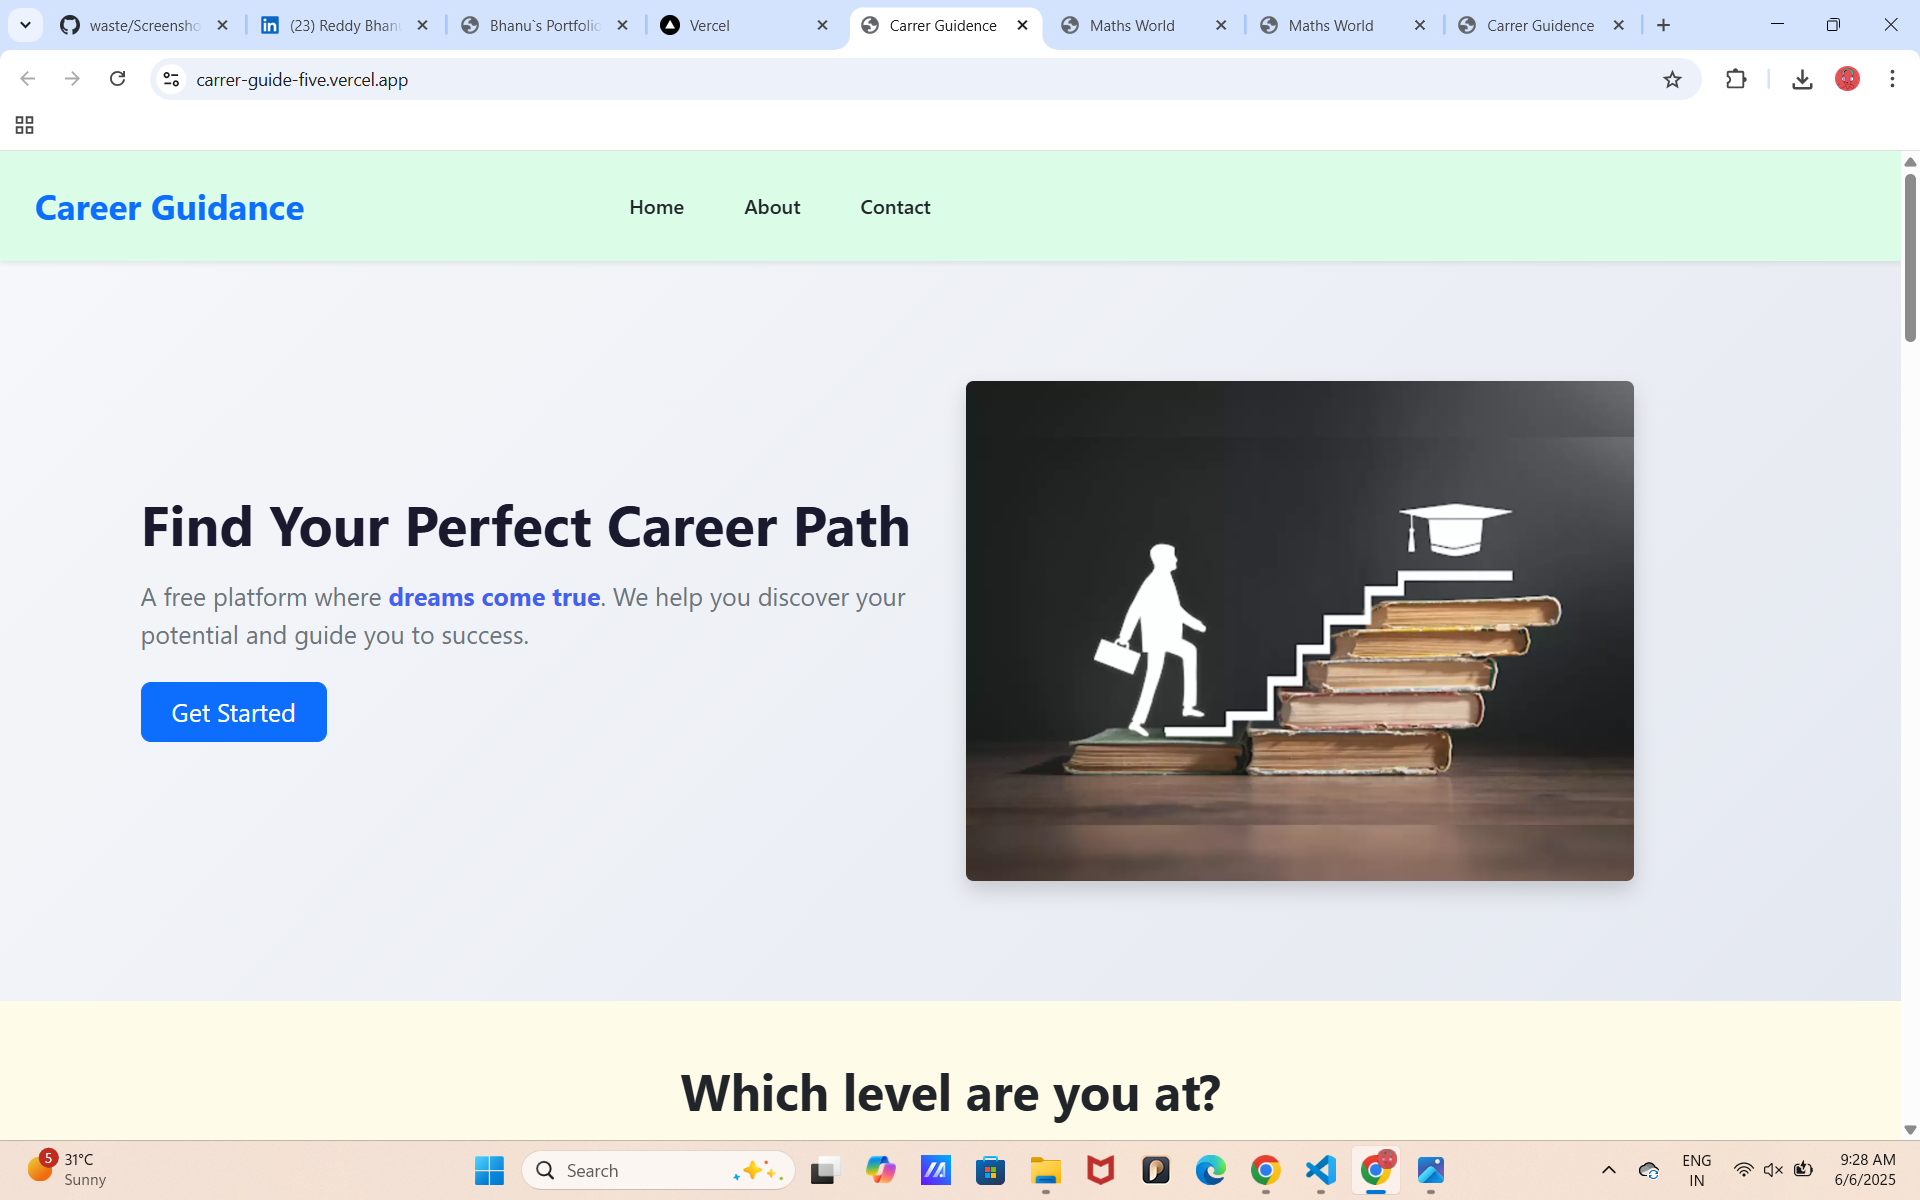 waste/Screensho
(23) Reddy Bhanu
Bhanu`s Portfolio
Vercel
Carrer Guidence
Maths World
Maths World
Carrer Guidence
carrer-guide-five.vercel.app
Career Guidance
Home
About
Contact
Find Your Perfect Career Path
A free platform where dreams come true. We help you discover your
potential and guide you to success.
Get Started
Which level are you at?
5
31°C
Sunny
Search
ENG
IN
9:28 AM
6/6/2025